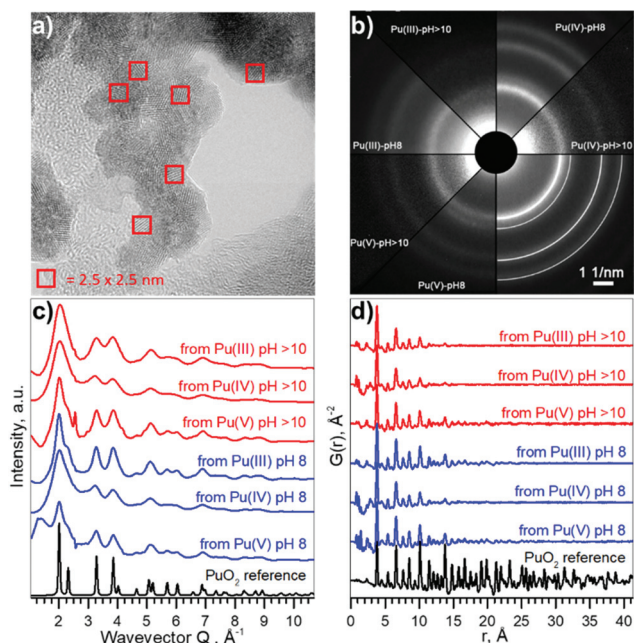 a)
= 2.5 x 2.5 nm
b)
Pu(III)-pH>10
Pu(IV)-pH8
Pu(III)-pH8
Pu(IV)-pH>10
Pu(V)-pH>10
Pu(V)-pH8
1 1/nm
c)
from Pu(III) pH >10
from Pu(IV) pH >10
from Pu(V) pH >10
from Pu(III) pH 8
from Pu(IV) pH 8
from Pu(V) pH 8
PuO₂ reference
Intensity, a.u.
2 3 4 5 6 7 8 9 10
Wavevector Q , Å⁻¹
d)
from Pu(III) pH >10
from Pu(IV) pH >10
from Pu(V) pH >10
from Pu(III) pH 8
from Pu(IV) pH 8
from Pu(V) pH 8
PuO₂ reference
G(r), Å⁻²
0 5 10 15 20 25 30 35 40
r, Å